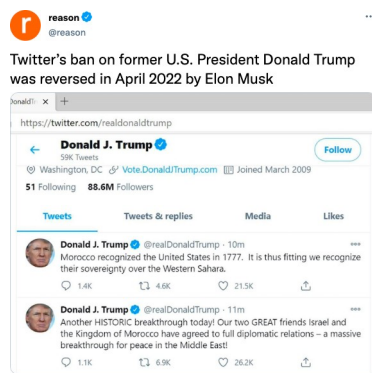 reason
@reason
Twitter's ban on former U.S. President Donald Trump
was reversed in April 2022 by Elon Musk
× +
https://twitter.com/realdonaldtrump
Donald J. Trump
59K Tweets
Follow
Washington, DC Vote.DonaldJTrump.com Joined March 2009
51 Following 88.6M Followers
Tweets Tweets & replies Media Likes
Donald J. Trump @realDonaldTrump · 10m
Morocco recognized the United States in 1777. It is thus fitting we recognize
their sovereignty over the Western Sahara.
1.4K 4.6K 21.5K
Donald J. Trump @realDonaldTrump · 11m
Another HISTORIC breakthrough today! Our two GREAT friends Israel and
the Kingdom of Morocco have agreed to full diplomatic relations – a massive
breakthrough for peace in the Middle East!
1.1K 6.9K 26.2K